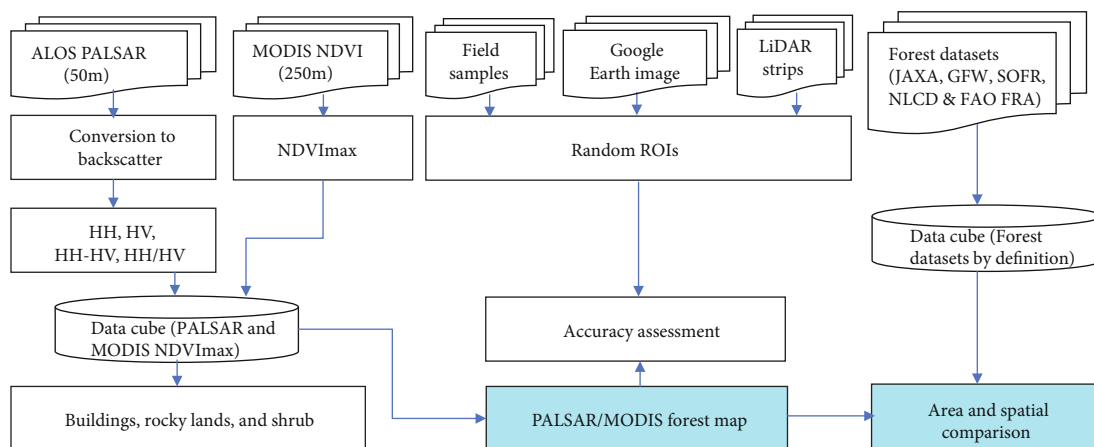 ALOS PALSAR
(50m)
MODIS NDVI
(250m)
Field
samples
Google
Earth image
LiDAR
strips
Forest datasets
(JAXA, GFW, SOFR,
NLCD & FAO FRA)
Conversion to
backscatter
NDVImax
Random ROIs
HH, HV,
HH-HV, HH/HV
Data cube (Forest
datasets by definition)
Data cube (PALSAR and
MODIS NDVImax)
Accuracy assessment
Buildings, rocky lands, and shrub
PALSAR/MODIS forest map
Area and spatial
comparison